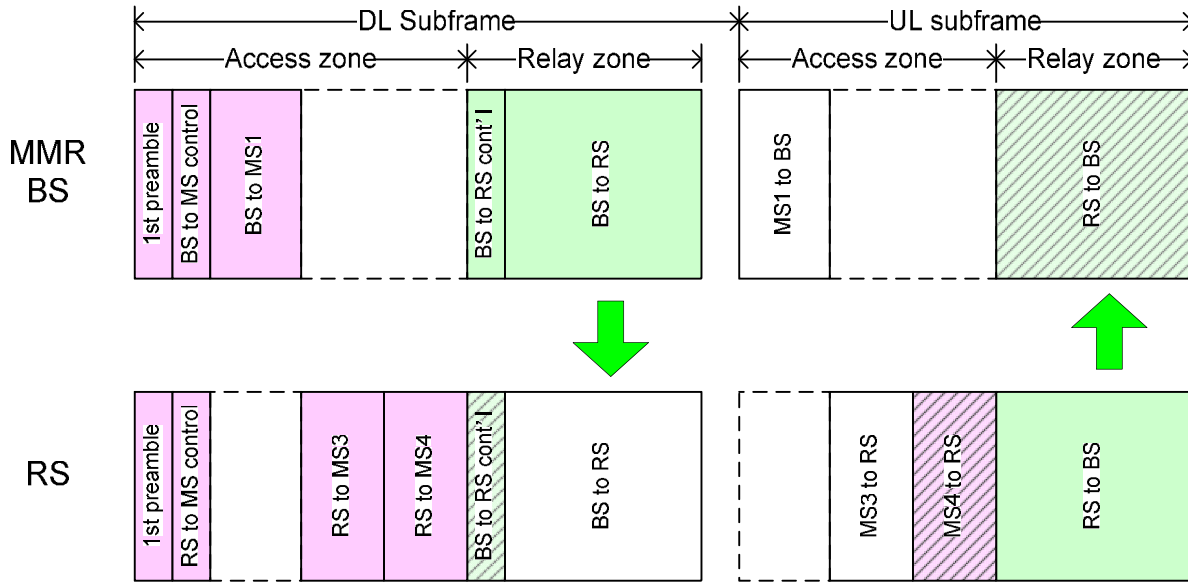 DL Subframe
UL subframe
Access zone
Relay zone
Access zone
Relay zone
MMR
BS
1st preamble
BS to MS control
BS to MS1
BS to RS cont'l
BS to RS
MS1 to BS
RS to BS
RS
1st preamble
RS to MS control
RS to MS3
RS to MS4
BS to RS cont'l
BS to RS
MS3 to RS
MS4 to RS
RS to BS